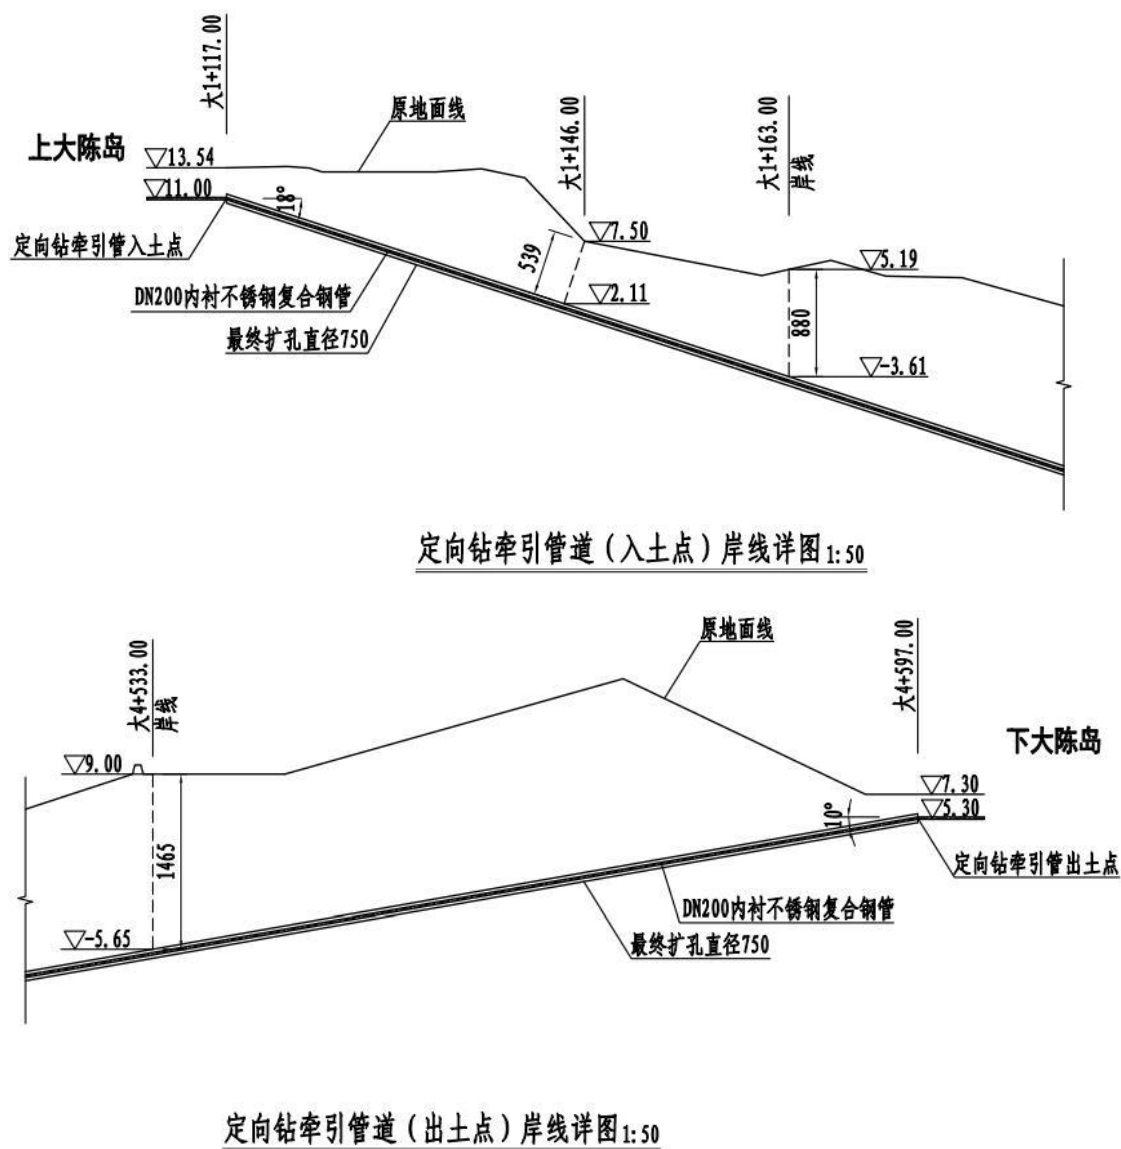 大1+117.00
原地面线
大1+146.00
大1+163.00
岸线
上大陈岛
13.54
11.00
18°
定向钻牵引管入土点
7.50
5.19
539
DN200内衬不锈钢复合钢管
2.11
880
最终扩孔直径750
-3.61
定向钻牵引管道（入土点）岸线详图1:50
大4+533.00
岸线
原地面线
大4+597.00
下大陈岛
9.00
7.30
5.30
10°
1465
定向钻牵引管出土点
DN200内衬不锈钢复合钢管
-5.65
最终扩孔直径750
定向钻牵引管道（出土点）岸线详图1:50